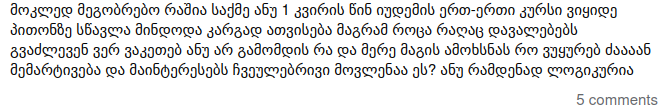 მოკლედ მეგობრებო რაშია საქმე ანუ 1 კვირის წინ იუდემის ერთ-ერთი კურსი ვიყიდე
პითონზე სწავლა მინდოდა კარგად ათვისება მაგრამ როცა რაღაც დავალებებს
გვაძლევენ ვერ ვაკეთებ ანუ არ გამომდის რა და მერე მაგის ამოხსნას რო ვუყურებ ძაააან
მემარტივება და მაინტერესებს ჩვეულებრივი მოვლენაა ეს? ანუ რამდენად ლოგიკურია
5 comments